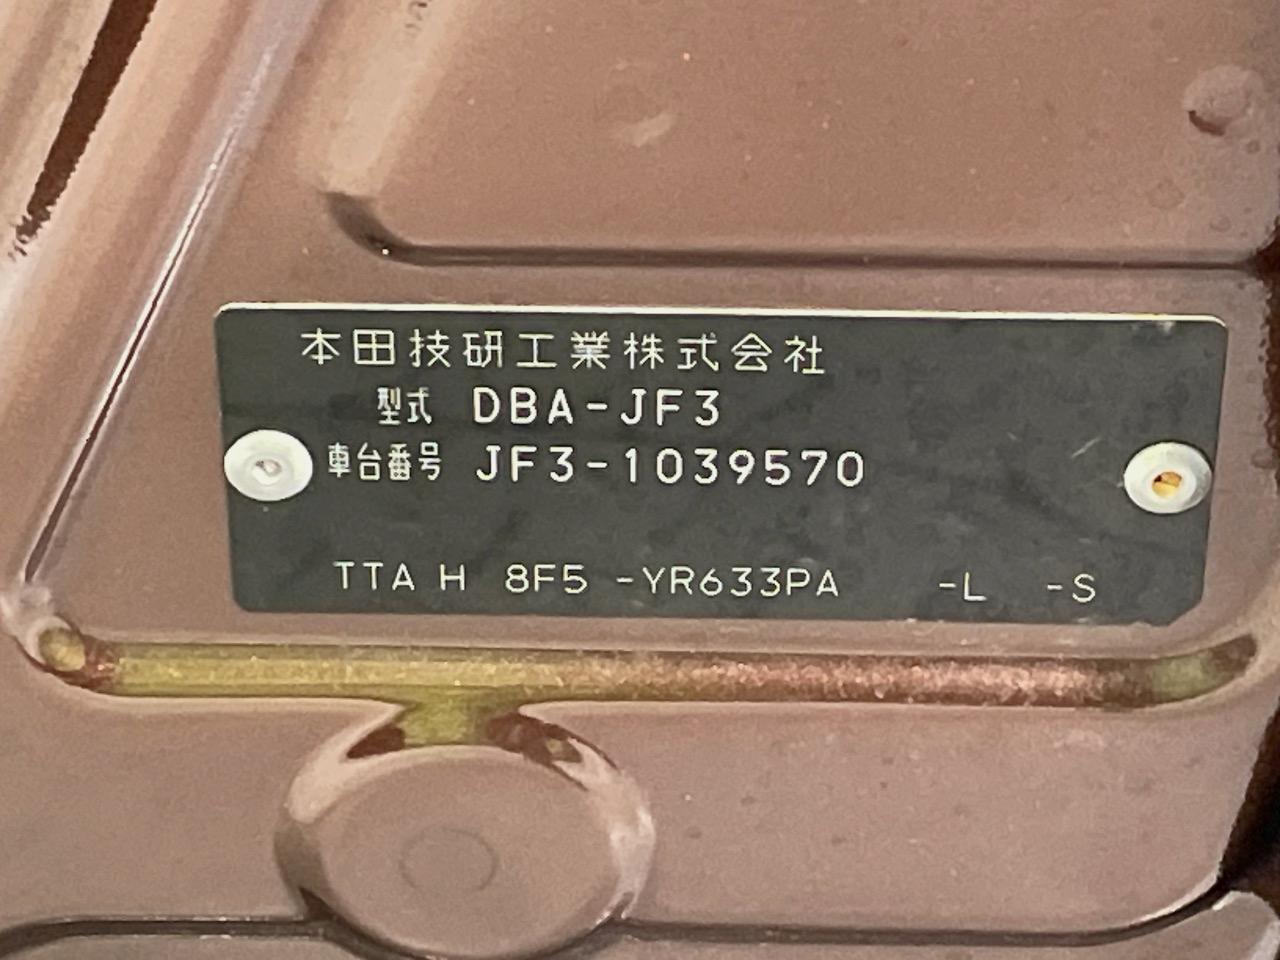 本田技研工業株式会社
型式 DBA-JF3
車台番号 JF3-1039570
TTA H 8F5 -YR633PA -L -S